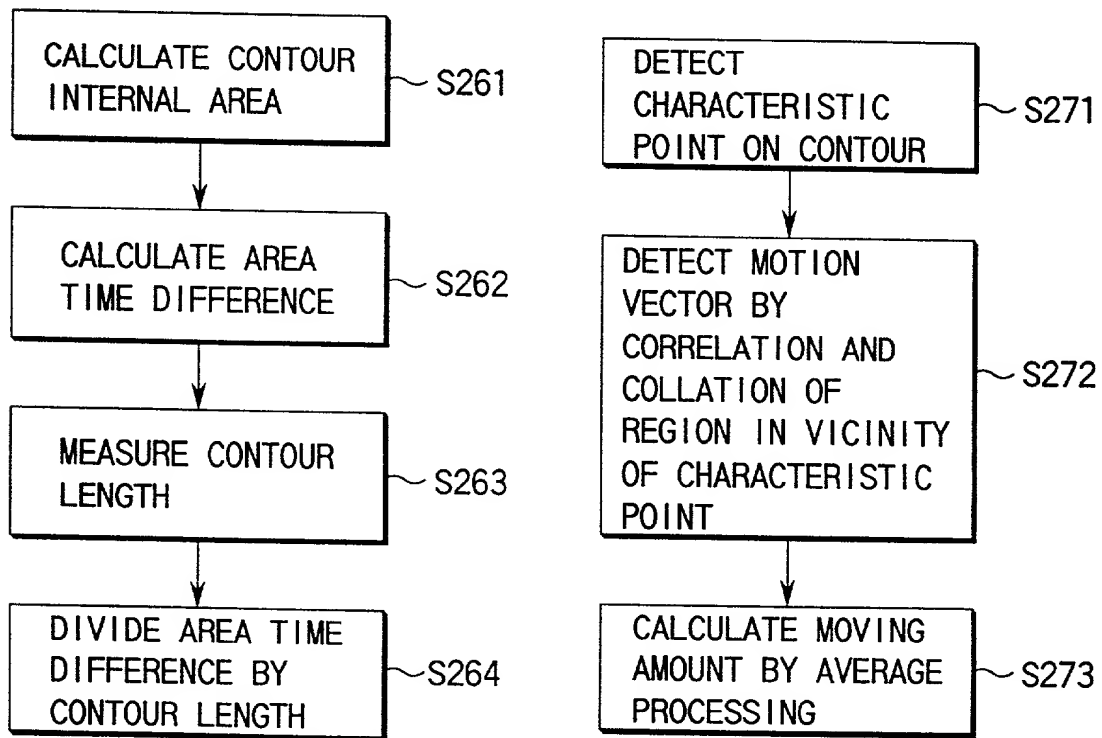 CALCULATE CONTOUR
INTERNAL AREA
S261
CALCULATE AREA
TIME DIFFERENCE
S262
MEASURE CONTOUR
LENGTH
S263
DIVIDE AREA TIME
DIFFERENCE BY
CONTOUR LENGTH
S264
DETECT
CHARACTERISTIC
POINT ON CONTOUR
S271
DETECT MOTION
VECTOR BY
CORRELATION AND
COLLATION OF
REGION IN VICINITY
OF CHARACTERISTIC
POINT
S272
CALCULATE MOVING
AMOUNT BY AVERAGE
PROCESSING
S273